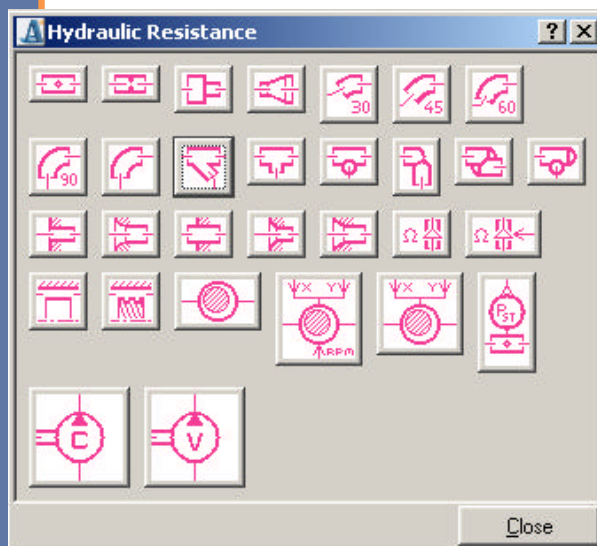 Hydraulic Resistance
30
45
60
90
Ω Ω
X Y X Y
RPM
PST
C V
Close